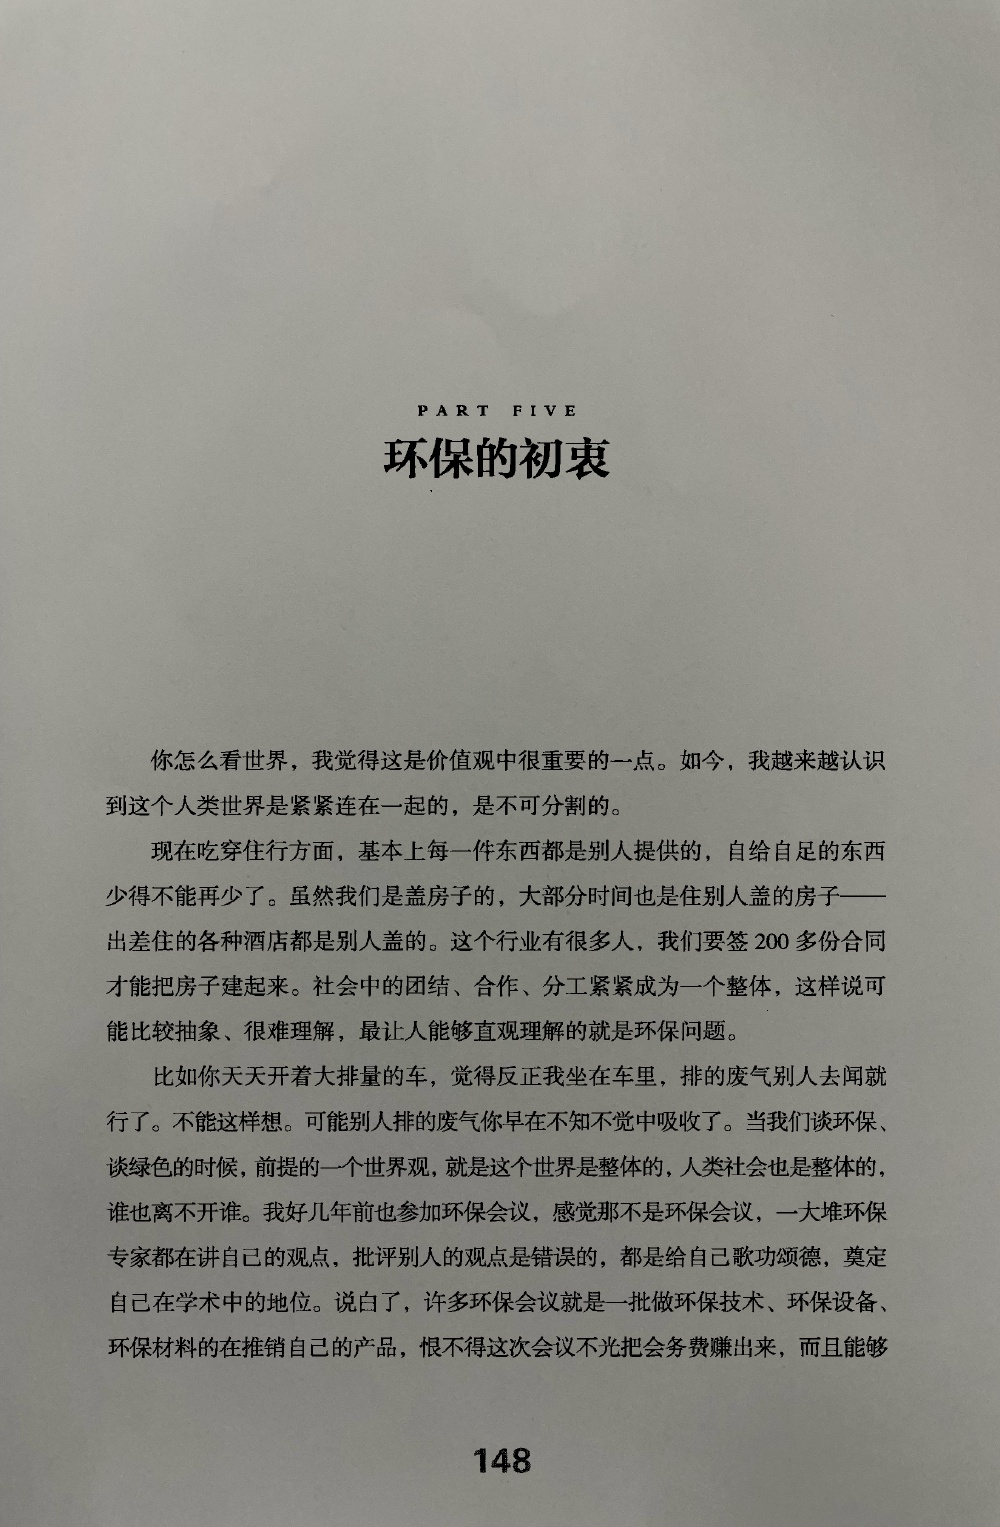 PART FIVE
环保的初衷
你怎么看世界，我觉得这是价值观中很重要的一点。如今，我越来越认识
到这个人类世界是紧紧连在一起的，是不可分割的。
现在吃穿住行方面，基本上每一件东西都是别人提供的，自给自足的东西
少得不能再少了。虽然我们是盖房子的，大部分时间也是住别人盖的房子——
出差住的各种酒店都是别人盖的。这个行业有很多人，我们要签 200 多份合同
才能把房子建起来。社会中的团结、合作、分工紧紧成为一个整体，这样说可
能比较抽象、很难理解，最让人能够直观理解的就是环保问题。
比如你天天开着大排量的车，觉得反正我坐在车里，排的废气别人去闻就
行了。不能这样想。可能别人排的废气你早在不知不觉中吸收了。当我们谈环保、
谈绿色的时候，前提的一个世界观，就是这个世界是整体的，人类社会也是整体的，
谁也离不开谁。我好几年前也参加环保会议，感觉那不是环保会议，一大堆环保
专家都在讲自己的观点，批评别人的观点是错误的，都是给自己歌功颂德，奠定
自己在学术中的地位。说白了，许多环保会议就是一批做环保技术、环保设备、
环保材料的在推销自己的产品，恨不得这次会议不光把会务费赚出来，而且能够
148